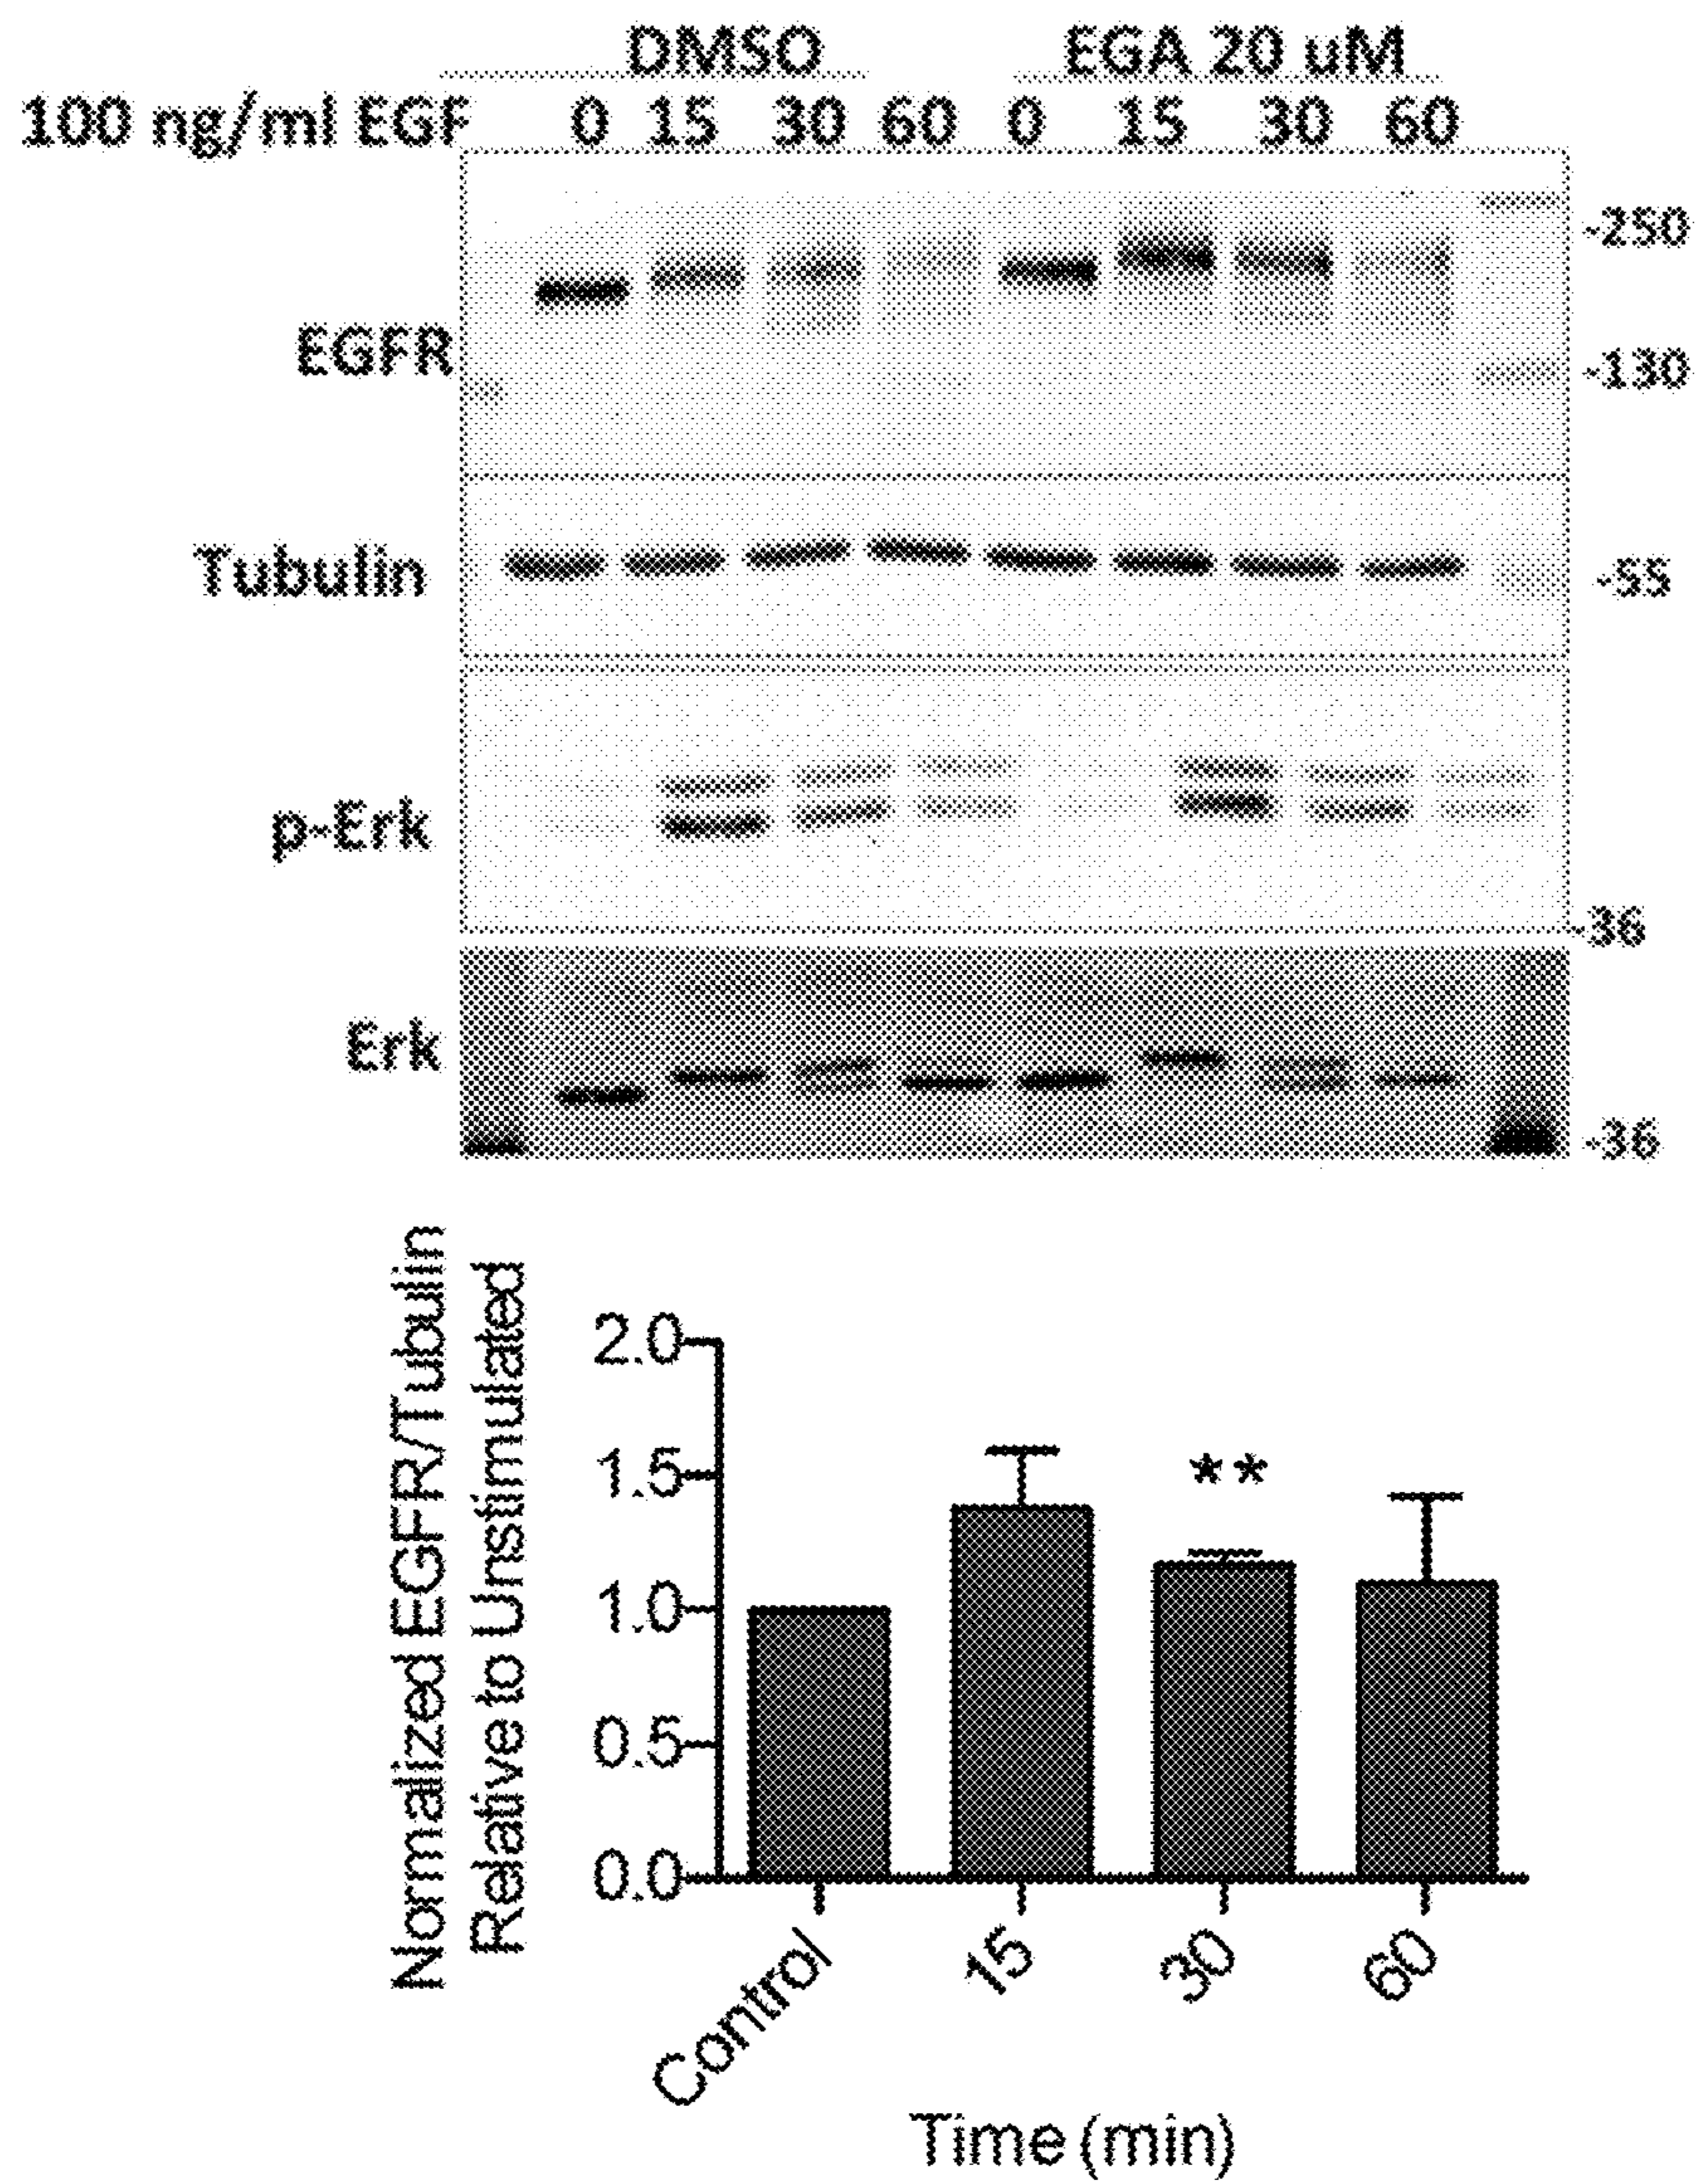 DMSO EGA 20 uM
100 ng/ml EGF 0 15 30 60 0 15 30 60
-250
EGFR
-130
Tubulin -55
p-Erk
-36
Erk
-36
Normalized EGFR/Tubulin
Relative to Unstimulated
2.0
1.5
**
1.0
0.5
0.0
Control 15 30 60
Time (min)